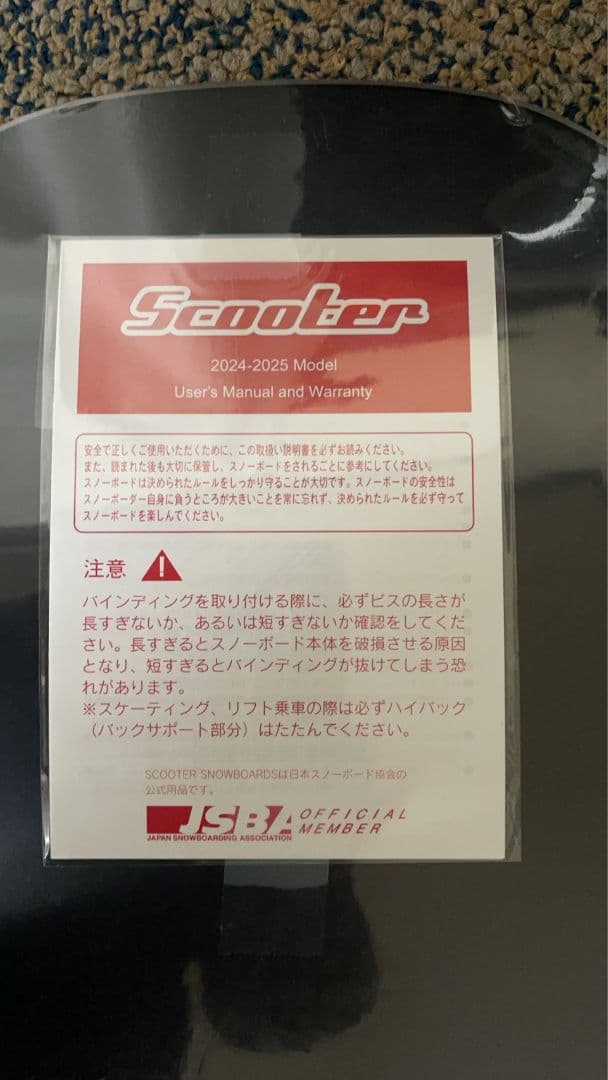 Scooter
2024-2025 Model
User's Manual and Warranty
安全で正しくご使用いただくために、この取扱い説明書を必ずお読みください。
また、読まれた後も大切に保管し、スノーボードをされるごとに参考にしてください。
スノーボードは決められたルールをしっかり守ることが大切です。スノーボードの安全性は
スノーボーダー自身に負うところが大きいことを常に忘れず、決められたルールを必ず守って
スノーボードを楽しんでください。
注意
バインディングを取り付ける際に、必ずビスの長さが
長すぎないか、あるいは短すぎないか確認をしてくだ
さい。長すぎるとスノーボード本体を破損させる原因
となり、短すぎるとバインディングが抜けてしまう恐
れがあります。
※スケーティング、リフト乗車の際は必ずハイバック
（バックサポート部分）はたたんでください。
SCOOTER SNOWBOARDSは日本スノーボード協会の
公式用品です。
JSBA OFFICIAL
MEMBER
JAPAN SNOWBOARDING ASSOCIATION